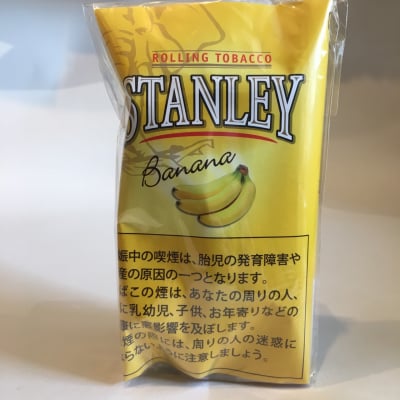 ROLLING TOBACCO
STANLEY
Banana
娠中の喫煙は、胎児の発育障害や
産の原因の一つとなります。
ばこの煙は、あなたの周りの人、
に乳幼児、子供、お年寄りなどの
康に悪影響を及ぼします。
煙の際には、周りの人の迷惑に
らないように注意しましょう。